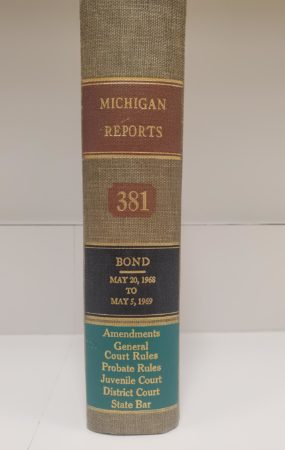 MICHIGAN
REPORTS
381
BOND
MAY 20, 1968
TO
MAY 5, 1969
Amendments
General
Court Rules
Probate Rules
Juvenile Court
District Court
State Bar